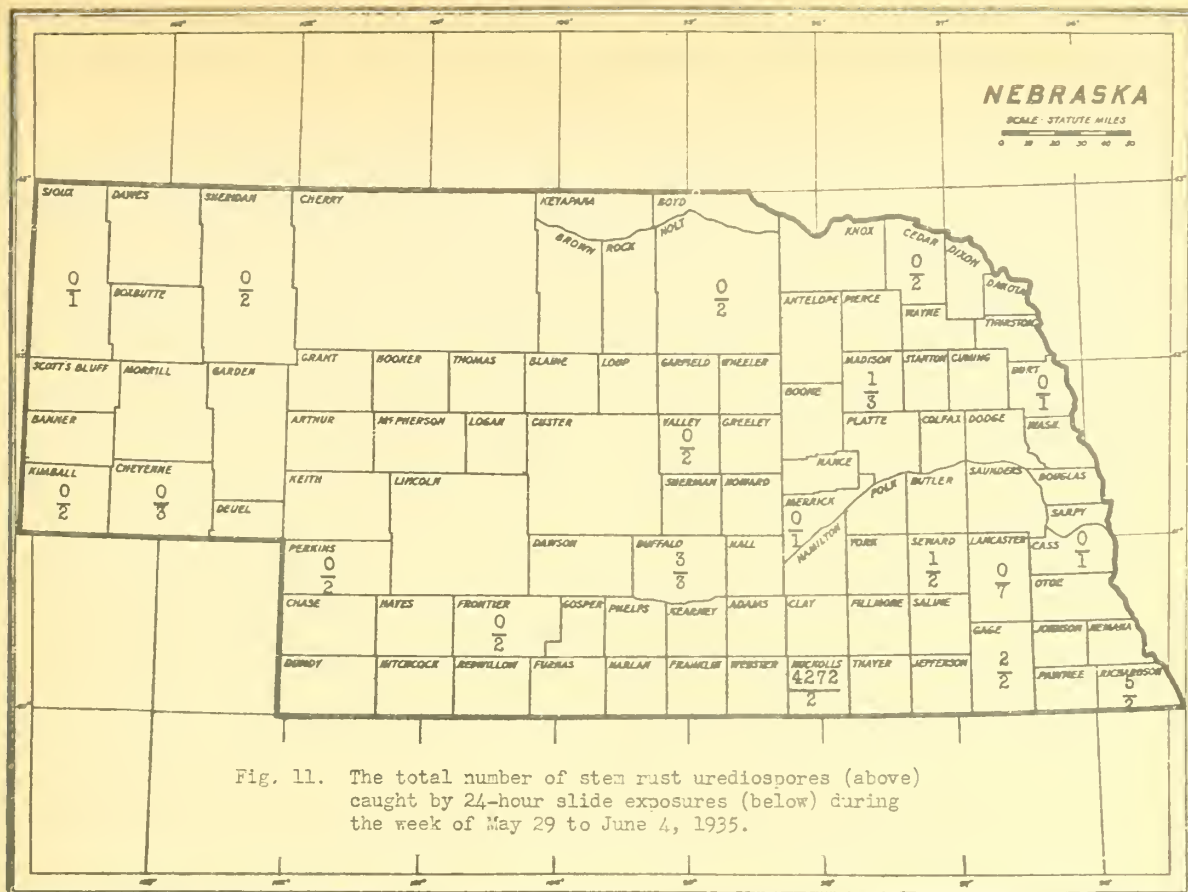 NEBRASKA
SCALE - STATUTE MILES
0 10 20 30 40 50
SIOUX DAWES SHERIDAN CHERRY KEYAPAHA BOYD
BROWN ROCK HOLT KNOX CEDAR DIXON
0 0 0 0
1 2 2 2
BOXBUTTE ANTELOPE PIERCE WAYNE DAKOTA
THURSTON
SCOTT'S BLUFF MORRILL GARDEN GRANT HOOKER THOMAS BLAINE LOUP GARFIELD WHEELER BOONE MADISON STANTON CUMING BURT
1 0
3 1
BANNER ARTHUR McPHERSON LOGAN CUSTER VALLEY GREELEY PLATTE COLFAX DODGE WASH.
0
2
KIMBALL CHEYENNE DEUEL KEITH LINCOLN SHERMAN HOWARD NANCE MERRICK POLK BUTLER SAUNDERS DOUGLAS
SARPY
0 0 0
2 3 1
PERKINS DAWSON BUFFALO HALL HAMILTON YORK SEWARD LANCASTER CASS
0 3 1 0 0
2 3 2 7 1
OTOE
CHASE HAYES FRONTIER GOSPER PHELPS KEARNEY ADAMS CLAY FILLMORE SALINE
0
2
GAGE JOHNSON NEMAHA
2
2
DUNDY HITCHCOCK REDWILLOW FURNAS HARLAN FRANKLIN WEBSTER NUCKOLLS THAYER JEFFERSON PAWNEE RICHARDSON
4272 5
2 2
Fig. 11. The total number of stem rust urediospores (above)
caught by 24-hour slide exposures (below) during
the week of May 29 to June 4, 1935.